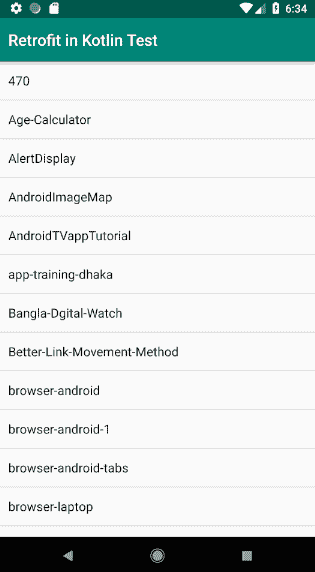 6:34
Retrofit in Kotlin Test
470
Age-Calculator
AlertDisplay
AndroidImageMap
AndroidTVappTutorial
app-training-dhaka
Bangla-Dgital-Watch
Better-Link-Movement-Method
browser-android
browser-android-1
browser-android-tabs
browser-laptop